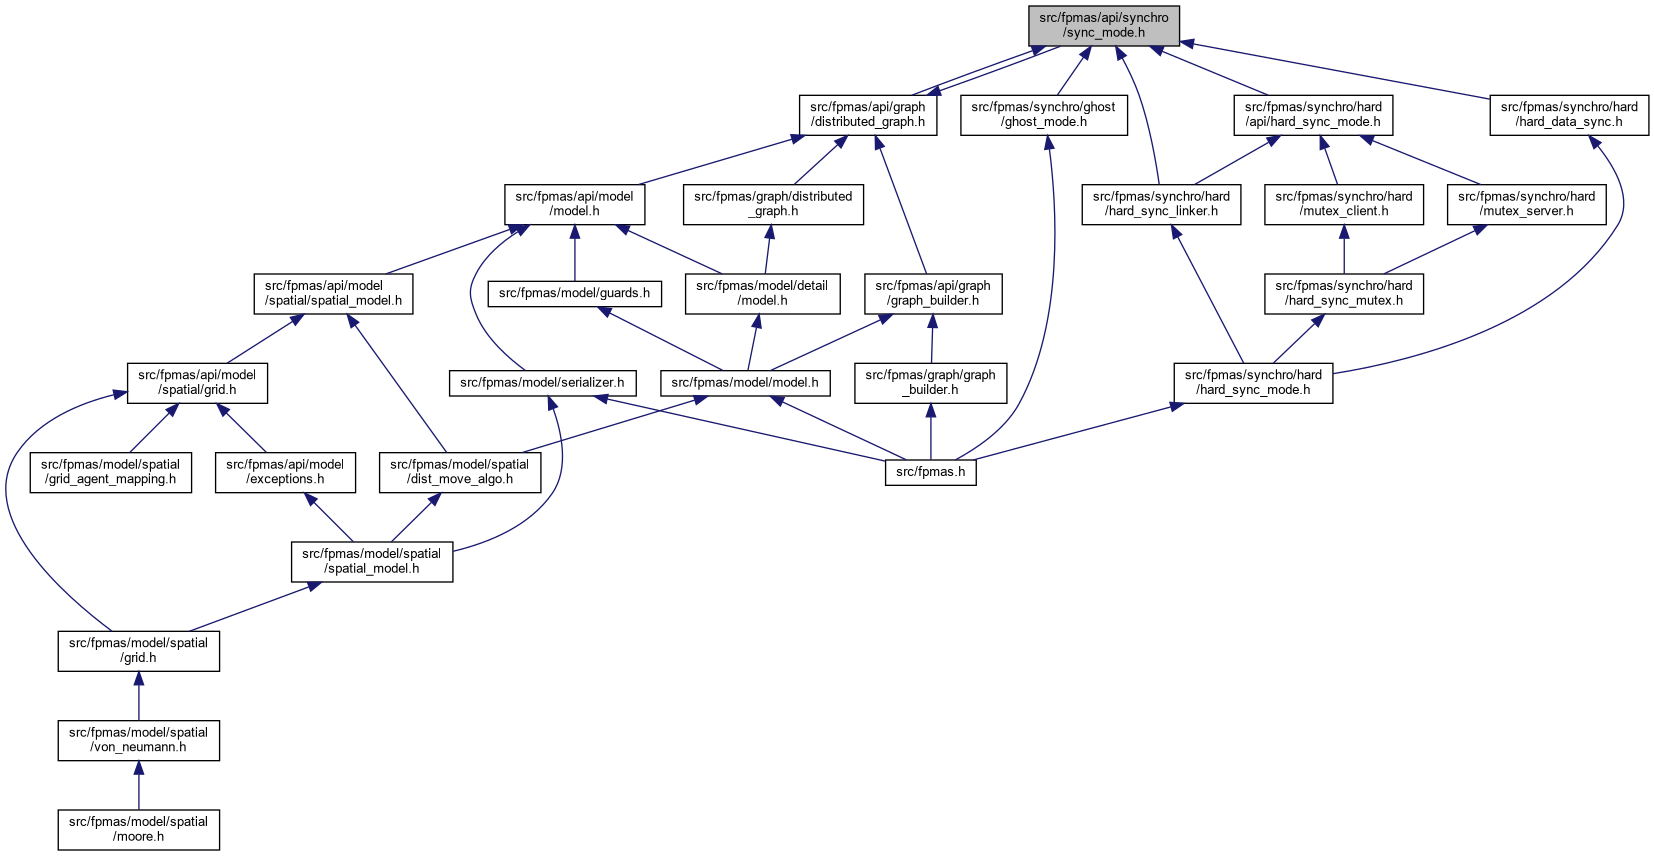 src/fpmas/api/synchro
/sync_mode.h
src/fpmas/api/graph
/distributed_graph.h
src/fpmas/synchro/ghost
/ghost_mode.h
src/fpmas/synchro/hard
/api/hard_sync_mode.h
src/fpmas/synchro/hard
/hard_data_sync.h
src/fpmas/api/model
/model.h
src/fpmas/graph/distributed
_graph.h
src/fpmas/synchro/hard
/hard_sync_linker.h
src/fpmas/synchro/hard
/mutex_client.h
src/fpmas/synchro/hard
/mutex_server.h
src/fpmas/api/model
/spatial/spatial_model.h
src/fpmas/model/guards.h
src/fpmas/model/detail
/model.h
src/fpmas/api/graph
/graph_builder.h
src/fpmas/synchro/hard
/hard_sync_mutex.h
src/fpmas/api/model
/spatial/grid.h
src/fpmas/model/serializer.h
src/fpmas/model/model.h
src/fpmas/graph/graph
_builder.h
src/fpmas/synchro/hard
/hard_sync_mode.h
src/fpmas/model/spatial
/grid_agent_mapping.h
src/fpmas/api/model
/exceptions.h
src/fpmas/model/spatial
/dist_move_algo.h
src/fpmas.h
src/fpmas/model/spatial
/spatial_model.h
src/fpmas/model/spatial
/grid.h
src/fpmas/model/spatial
/von_neumann.h
src/fpmas/model/spatial
/moore.h